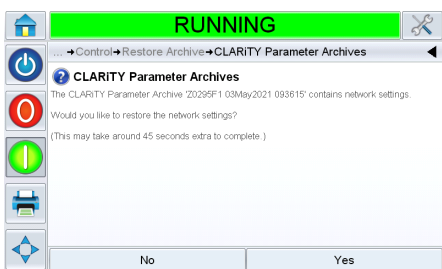 RUNNING
... →Control→Restore Archive→CLARiTY Parameter Archives
CLARiTY Parameter Archives
The CLARiTY Parameter Archive 'Z0295F1 03May2021 093615' contains network settings.
Would you like to restore the network settings?
(This may take around 45 seconds extra to complete.)
No
Yes